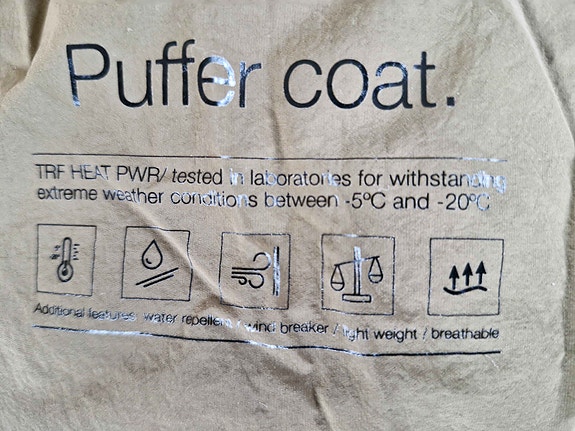 Puffer coat.
TRF HEAT PWR/ tested in laboratories for withstanding
extreme weather conditions between -5ºC and -20ºC
Additional features: water repellent / wind breaker / light weight / breathable